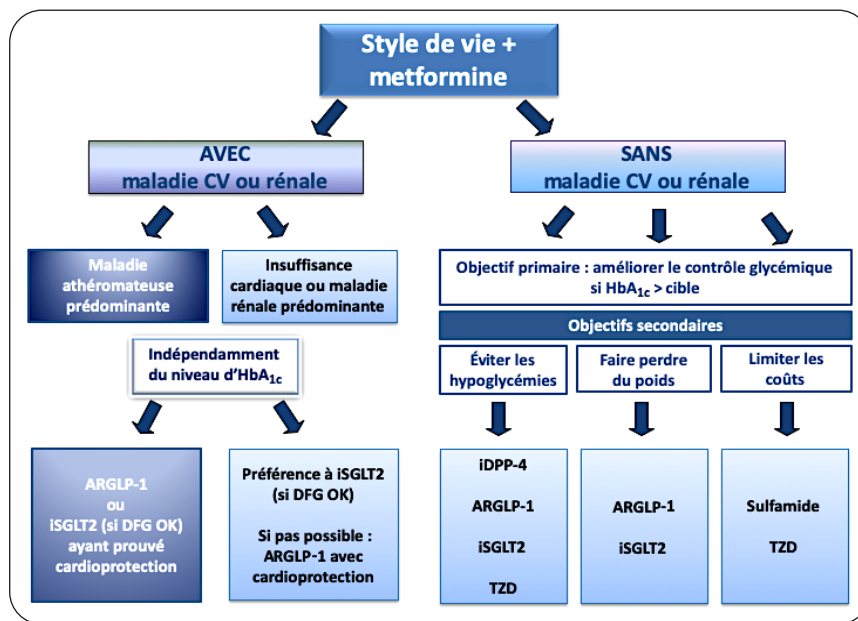 Style de vie +
metformine
AVEC
maladie CV ou rénale
SANS
maladie CV ou rénale
Maladie
athéromateuse
prédominante
Insuffisance
cardiaque ou maladie
rénale prédominante
Objectif primaire : améliorer le contrôle glycémique
si HbA1c > cible
Objectifs secondaires
Indépendamment
du niveau d'HbA1c
Éviter les
hypoglycémies
Faire perdre
du poids
Limiter les
coûts
ARGLP-1
ou
iSGLT2 (si DFG OK)
ayant prouvé
cardioprotection
Préférence à iSGLT2
(si DFG OK)
Si pas possible :
ARGLP-1 avec
cardioprotection
iDPP-4
ARGLP-1
iSGLT2
TZD
ARGLP-1
iSGLT2
Sulfamide
TZD